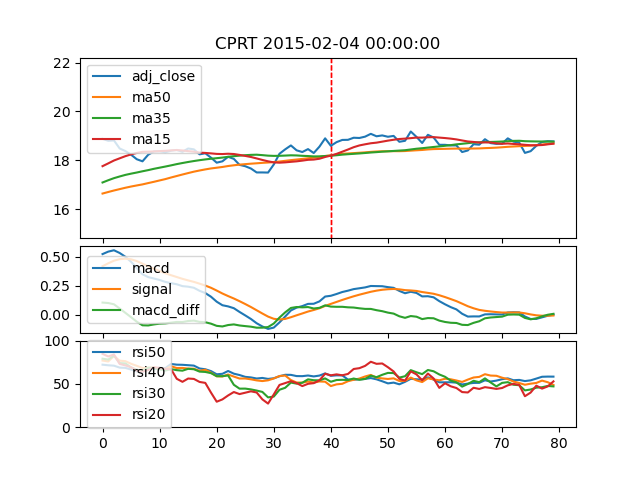 CPRT 2015-02-04 00:00:00
22
20
18
16
adj_close
ma50
ma35
ma15
0.50
0.25
0.00
macd
signal
macd_diff
100
50
0
rsi50
rsi40
rsi30
rsi20
0 10 20 30 40 50 60 70 80